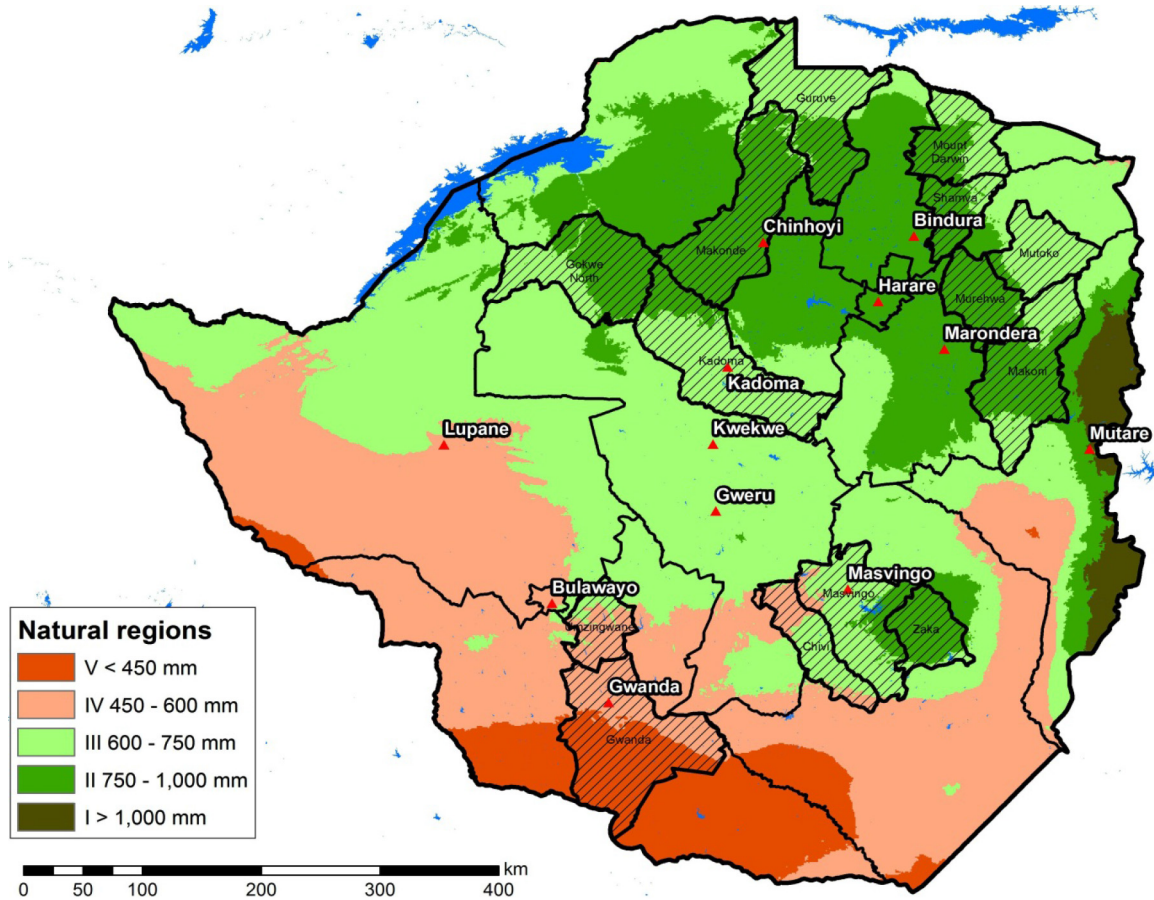 Guruve
Mount
Darwin
Shamva
Chinhoyi
Bindura
Makonde
Mutoko
Gokwe
North
Harare
Murehwa
Marondera
Kadoma
Kadoma
Makoni
Lupane
Kwekwe
Mutare
Gweru
Bulawayo
Masvingo
Masvingo
Umzingwane
Zaka
Chivi
Gwanda
Gwanda
Natural regions
V < 450 mm
IV 450 - 600 mm
III 600 - 750 mm
II 750 - 1,000 mm
I > 1,000 mm
km
0 50 100 200 300 400